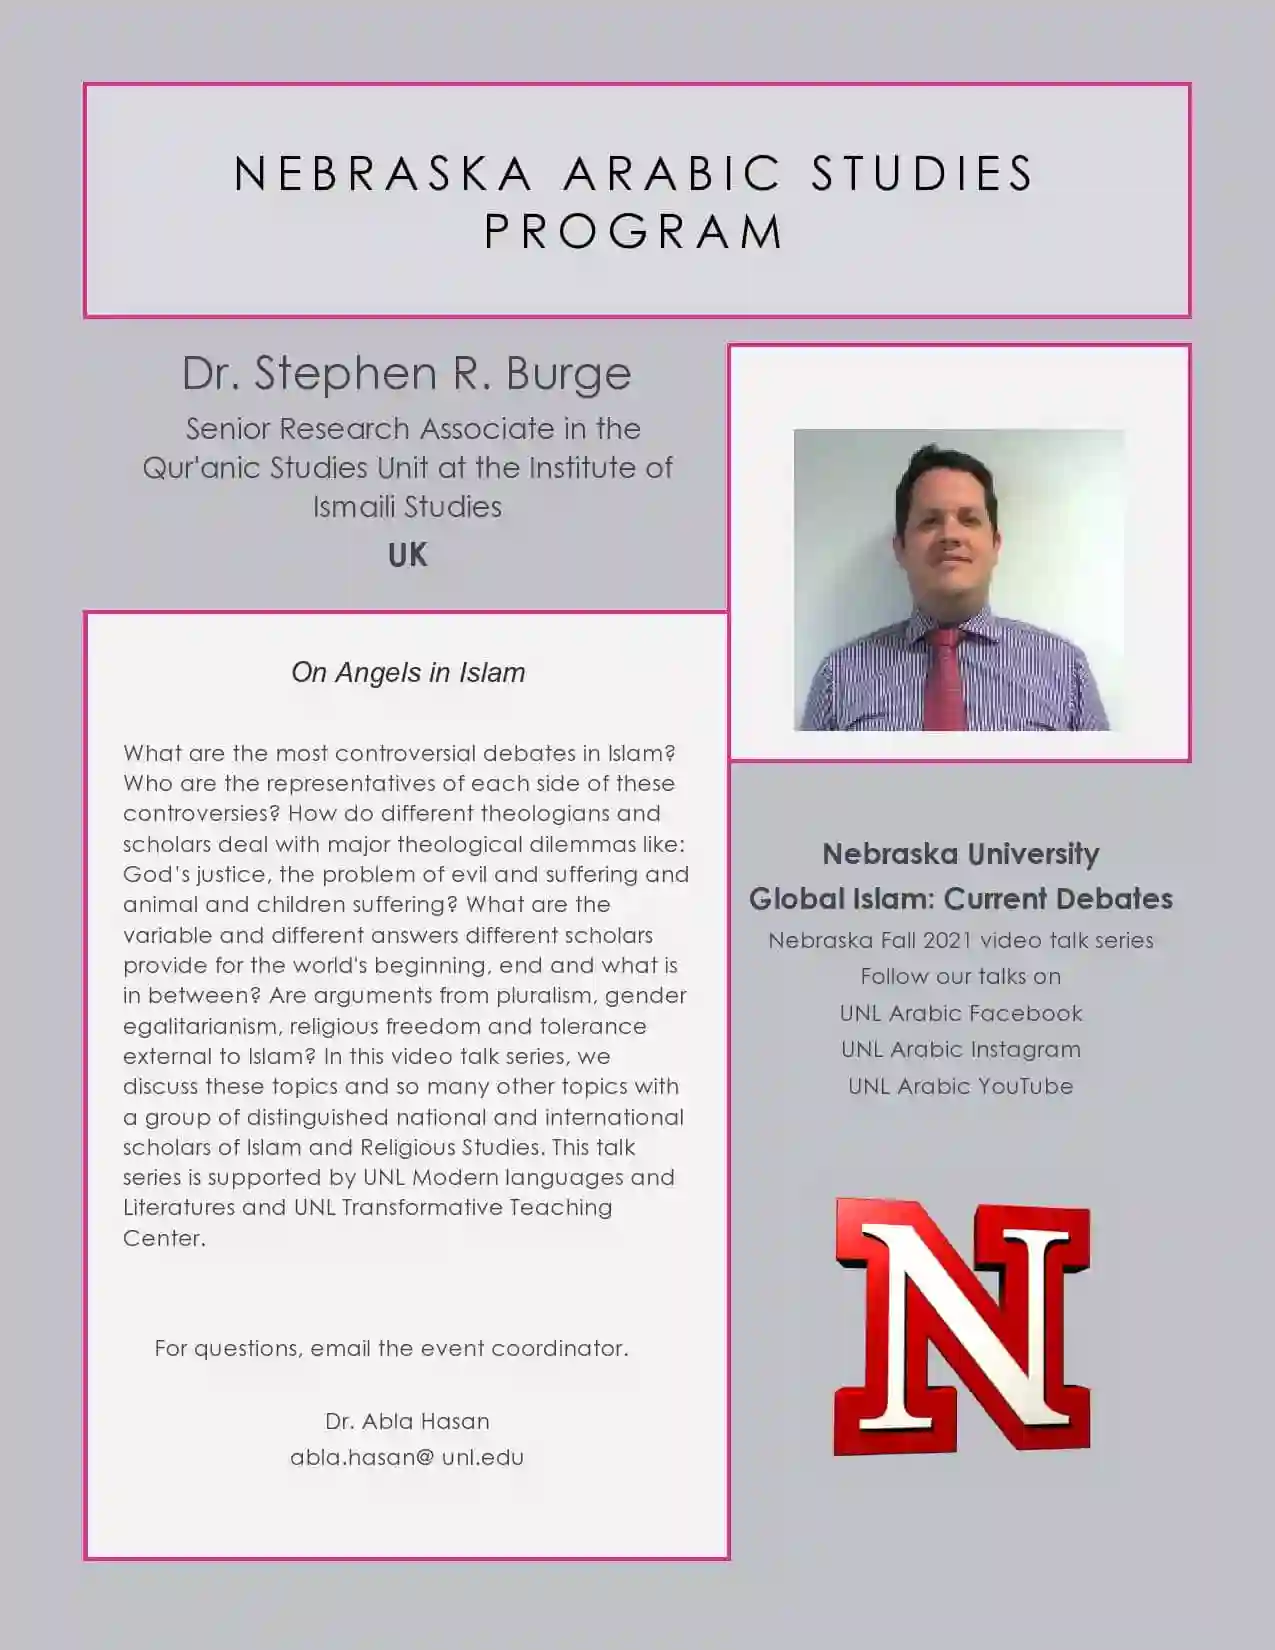 NEBRASKA ARABIC STUDIES
PROGRAM
Dr. Stephen R. Burge
Senior Research Associate in the
Qur'anic Studies Unit at the Institute of
Ismaili Studies
UK
On Angels in Islam
What are the most controversial debates in Islam?
Who are the representatives of each side of these
controversies? How do different theologians and
scholars deal with major theological dilemmas like:
God's justice, the problem of evil and suffering and
animal and children suffering? What are the
variable and different answers different scholars
provide for the world's beginning, end and what is
in between? Are arguments from pluralism, gender
egalitarianism, religious freedom and tolerance
external to Islam? In this video talk series, we
discuss these topics and so many other topics with
a group of distinguished national and international
scholars of Islam and Religious Studies. This talk
series is supported by UNL Modern languages and
Literatures and UNL Transformative Teaching
Center.
For questions, email the event coordinator.
Dr. Abla Hasan
abla.hasan@ unl.edu
Nebraska University
Global Islam: Current Debates
Nebraska Fall 2021 video talk series
Follow our talks on
UNL Arabic Facebook
UNL Arabic Instagram
UNL Arabic YouTube
N